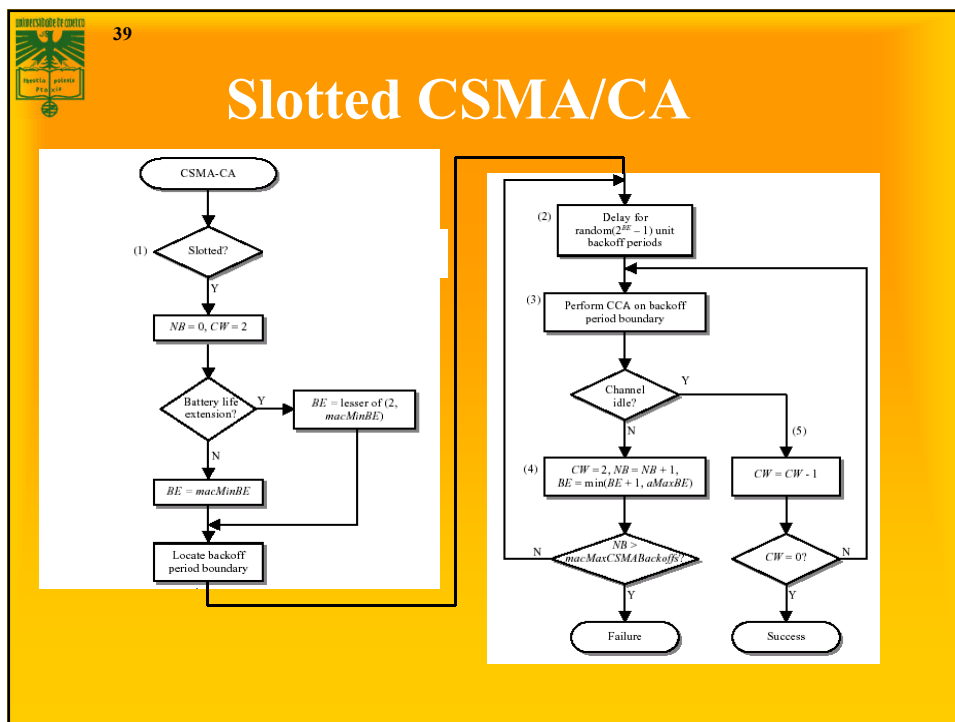 39
Slotted CSMA/CA
theoria poiesis
Praxis
CSMA-CA
(1)
Slotted?
Y
NB = 0, CW = 2
Battery life
extension?
Y
BE = lesser of (2,
macMinBE)
N
BE = macMinBE
Locate backoff
period boundary
(2)
Delay for
random(2^BE – 1) unit
backoff periods
(3)
Perform CCA on backoff
period boundary
Channel
idle?
Y
N
(5)
(4)
CW = 2, NB = NB + 1,
BE = min(BE + 1, aMaxBE)
CW = CW - 1
NB >
macMaxCSMABackoffs?
N
CW = 0?
N
Y
Y
Failure
Success